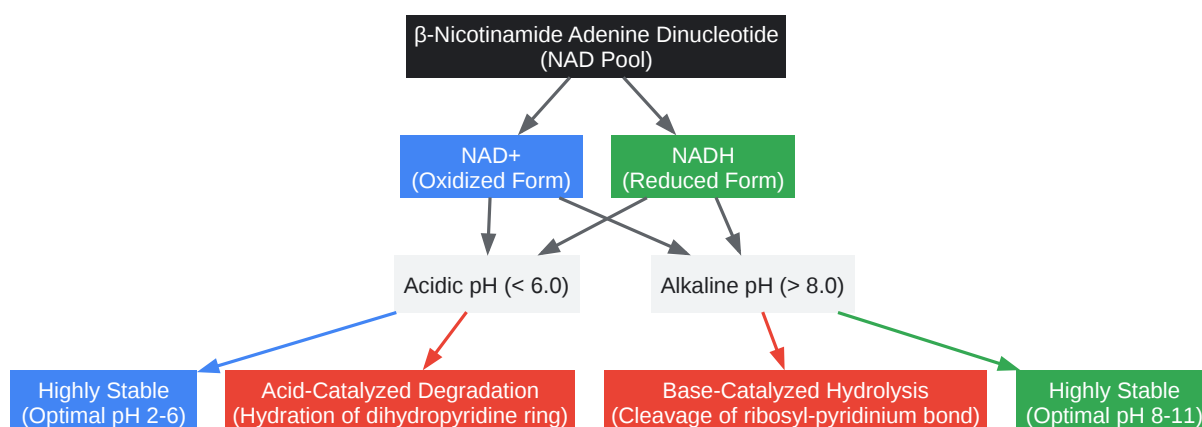 β-Nicotinamide Adenine Dinucleotide
(NAD Pool)
NAD+
(Oxidized Form)
NADH
(Reduced Form)
Acidic pH (< 6.0)
Alkaline pH (> 8.0)
Highly Stable
(Optimal pH 2-6)
Acid-Catalyzed Degradation
(Hydration of dihydropyridine ring)
Base-Catalyzed Hydrolysis
(Cleavage of ribosyl-pyridinium bond)
Highly Stable
(Optimal pH 8-11)